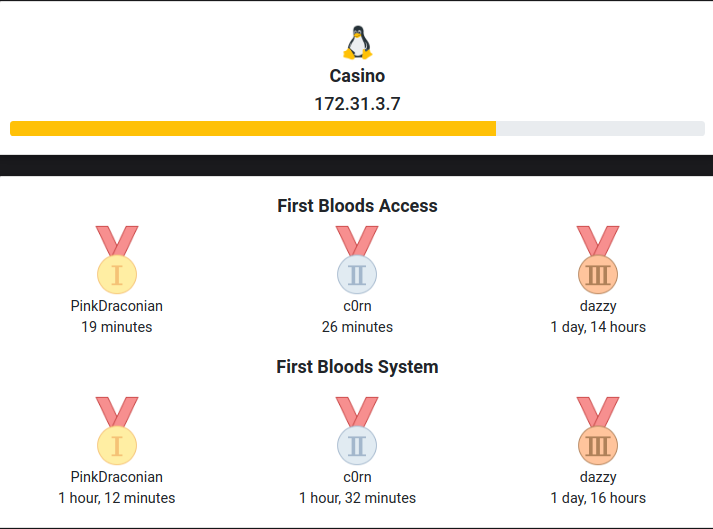 Casino
172.31.3.7
First Bloods Access
I II III
PinkDraconian c0rn dazzy
19 minutes 26 minutes 1 day, 14 hours
First Bloods System
I II III
PinkDraconian c0rn dazzy
1 hour, 12 minutes 1 hour, 32 minutes 1 day, 16 hours